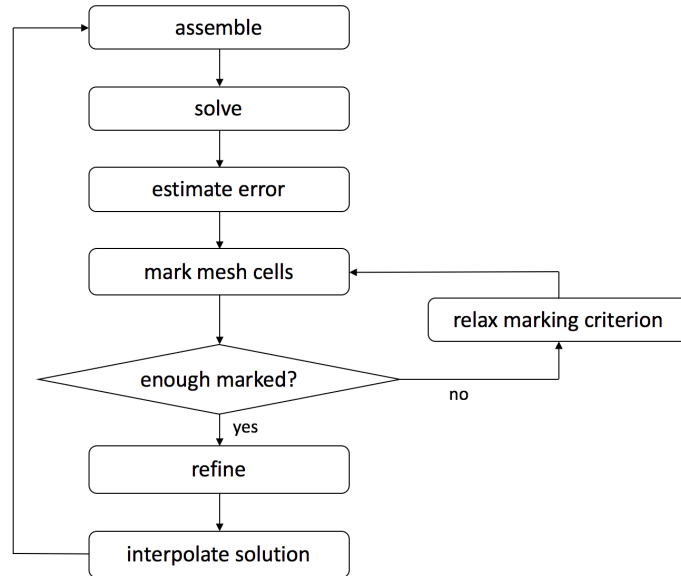 assemble
solve
estimate error
mark mesh cells
relax marking criterion
enough marked?
no
yes
refine
interpolate solution